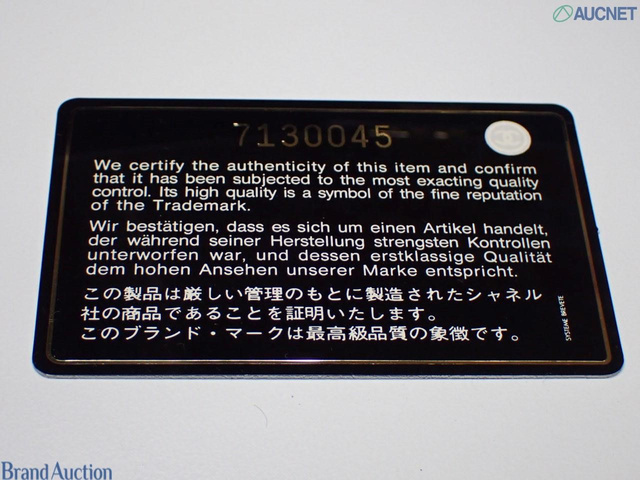 AUCNET
7130045
We certify the authenticity of this item and confirm
that it has been subjected to the most exacting quality
control. Its high quality is a symbol of the fine reputation
of the Trademark.
Wir bestätigen, dass es sich um einen Artikel handelt,
der während seiner Herstellung strengsten Kontrollen
unterworfen war, und dessen erstklassige Qualität
dem hohen Ansehen unserer Marke entspricht.
この製品は厳しい管理のもとに製造されたシャネル
社の商品であることを証明いたします。
このブランド・マークは最高級品質の象徴です。
SYSTEME BREVETE
Brand Auction